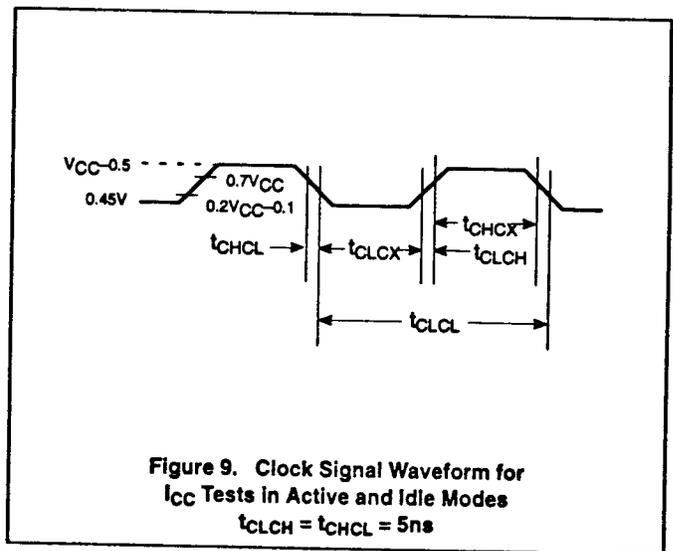 VCC–0.5
0.7VCC
0.45V
0.2VCC–0.1
tCHCX
tCHCL
tCLCX
tCLCH
tCLCL
Figure 9. Clock Signal Waveform for
ICC Tests in Active and Idle Modes
tCLCH = tCHCL = 5ns